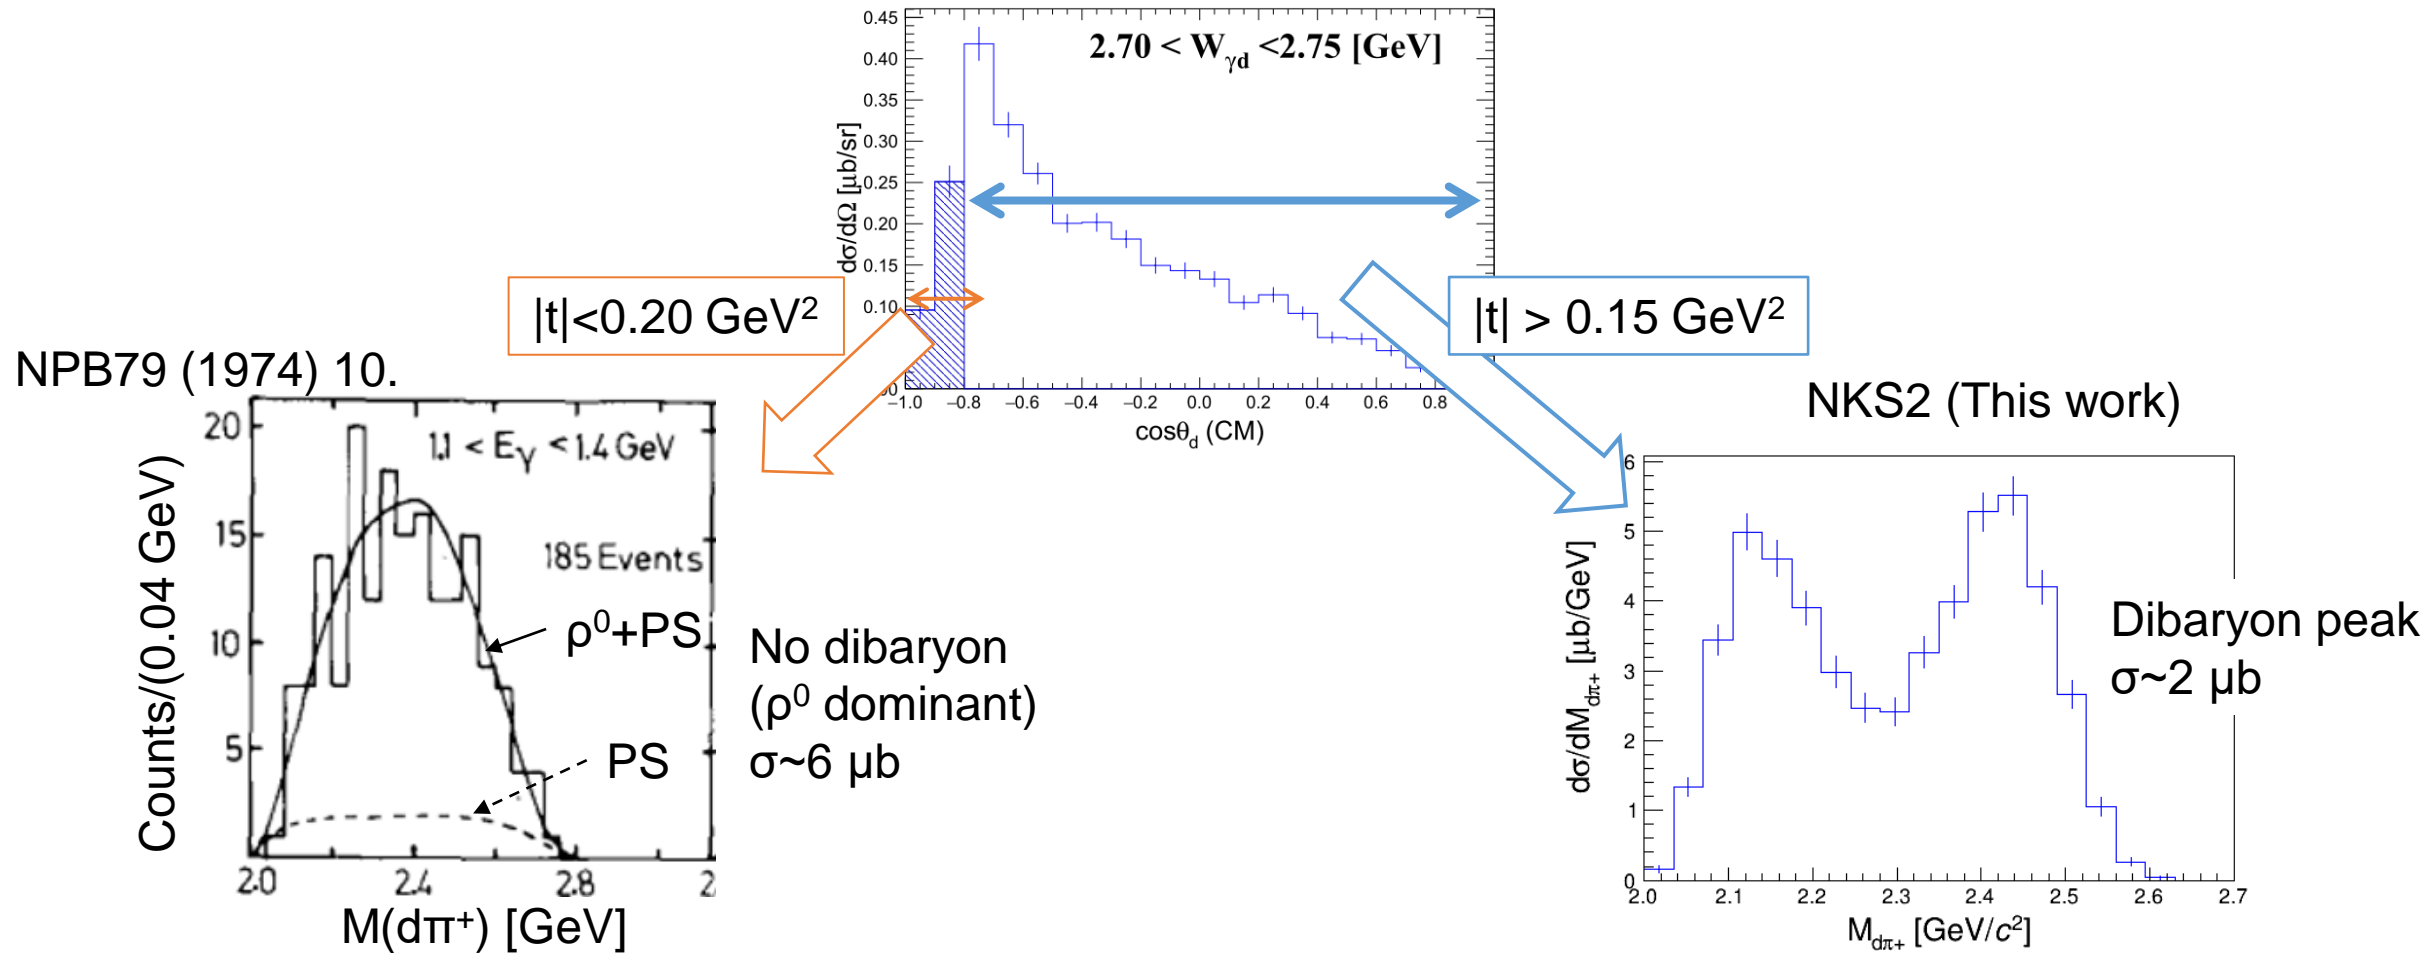 2.70 < Wγd <2.75 [GeV]
0.45
0.40
0.35
0.30
0.25
0.20
0.15
0.10
dσ/dΩ [μb/sr]
−1.0 −0.8 −0.6 −0.4 −0.2 0.0 0.2 0.4 0.6 0.8
cosθd (CM)
|t|<0.20 GeV²
|t| > 0.15 GeV²
NPB79 (1974) 10.
1.1 < Eγ < 1.4 GeV
185 Events
20
15
10
5
Counts/(0.04 GeV)
ρ⁰+PS
PS
2.0 2.4 2.8
M(dπ⁺) [GeV]
No dibaryon
(ρ⁰ dominant)
σ~6 μb
NKS2 (This work)
6
5
4
3
2
1
0
dσ/dMdπ+ [μb/GeV]
2.0 2.1 2.2 2.3 2.4 2.5 2.6 2.7
Mdπ+ [GeV/c²]
Dibaryon peak
σ~2 μb